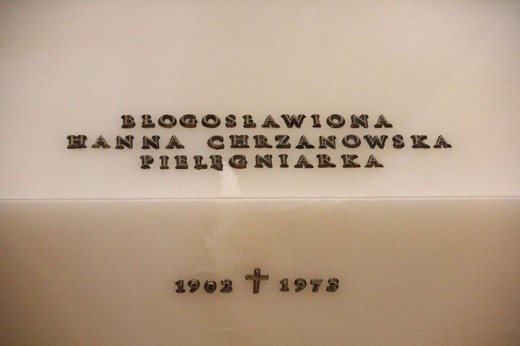 BŁOGOSŁAWIONA
HANNA CHRZANOWSKA
PIELĘGNIARKA
1902 † 1973